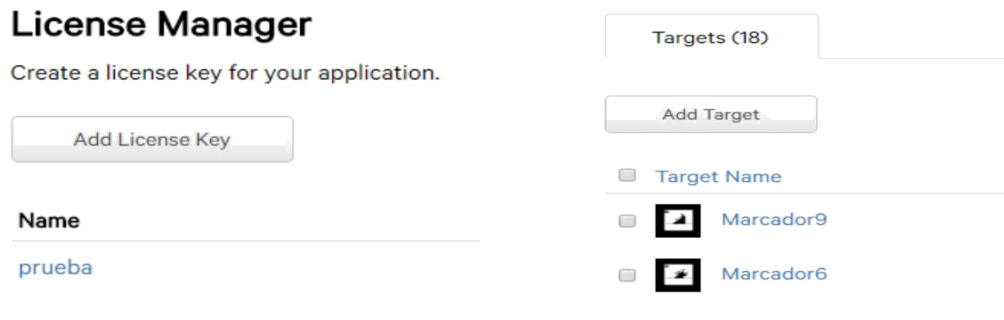 License Manager
Create a license key for your application.
Add License Key
Name
prueba
Targets (18)
Add Target
Target Name
Marcador9
Marcador6